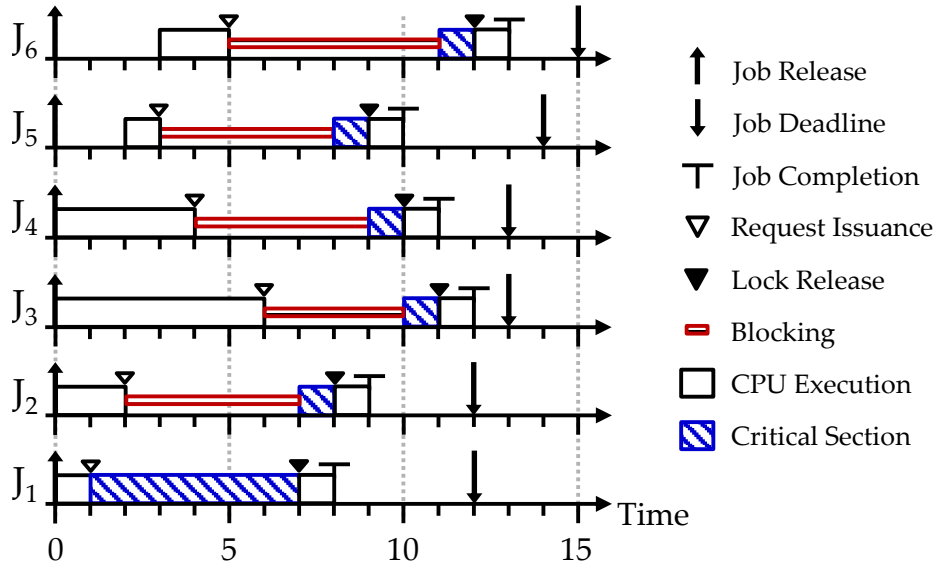 J6
J5
J4
J3
J2
J1
0
5
10
15
Time
Job Release
Job Deadline
Job Completion
Request Issuance
Lock Release
Blocking
CPU Execution
Critical Section